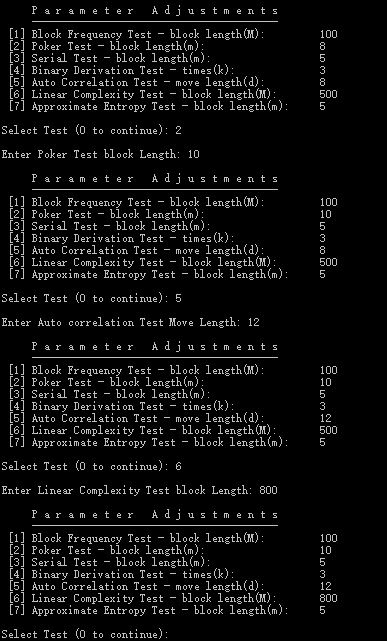 P a r a m e t e r   A d j u s t m e n t s
[1] Block Frequency Test - block length(M): 100
[2] Poker Test - block length(m): 8
[3] Serial Test - block length(m): 5
[4] Binary Derivation Test - times(k): 3
[5] Auto Correlation Test - move length(d): 8
[6] Linear Complexity Test - block length(M): 500
[7] Approximate Entropy Test - block length(m): 5
Select Test (0 to continue): 2
Enter Poker Test block Length: 10
P a r a m e t e r   A d j u s t m e n t s
[1] Block Frequency Test - block length(M): 100
[2] Poker Test - block length(m): 10
[3] Serial Test - block length(m): 5
[4] Binary Derivation Test - times(k): 3
[5] Auto Correlation Test - move length(d): 8
[6] Linear Complexity Test - block length(M): 500
[7] Approximate Entropy Test - block length(m): 5
Select Test (0 to continue): 5
Enter Auto correlation Test Move Length: 12
P a r a m e t e r   A d j u s t m e n t s
[1] Block Frequency Test - block length(M): 100
[2] Poker Test - block length(m): 10
[3] Serial Test - block length(m): 5
[4] Binary Derivation Test - times(k): 3
[5] Auto Correlation Test - move length(d): 12
[6] Linear Complexity Test - block length(M): 500
[7] Approximate Entropy Test - block length(m): 5
Select Test (0 to continue): 6
Enter Linear Complexity Test block Length: 800
P a r a m e t e r   A d j u s t m e n t s
[1] Block Frequency Test - block length(M): 100
[2] Poker Test - block length(m): 10
[3] Serial Test - block length(m): 5
[4] Binary Derivation Test - times(k): 3
[5] Auto Correlation Test - move length(d): 12
[6] Linear Complexity Test - block length(M): 800
[7] Approximate Entropy Test - block length(m): 5
Select Test (0 to continue):